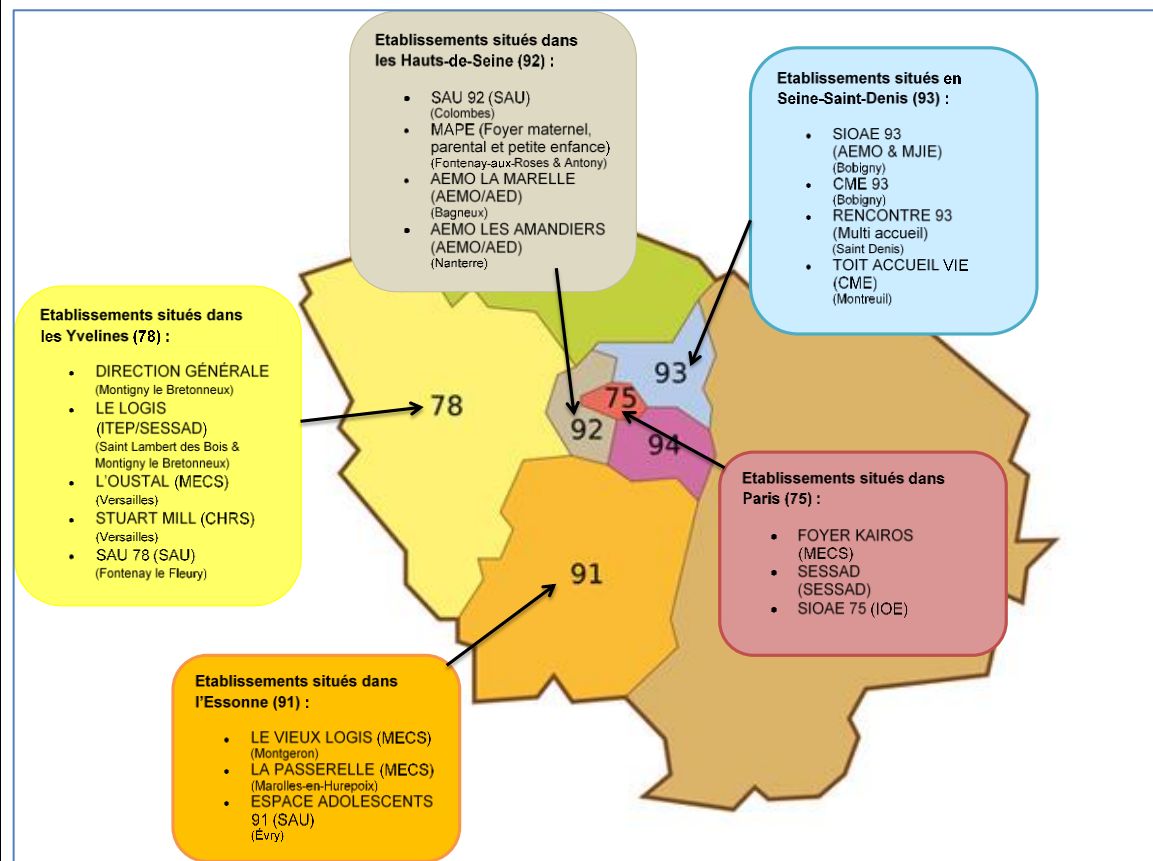 Etablissements situés dans
les Hauts-de-Seine (92) :
• SAU 92 (SAU)
(Colombes)
• MAPE (Foyer maternel,
parental et petite enfance)
(Fontenay-aux-Roses & Antony)
• AEMO LA MARELLE
(AEMO/AED)
(Bagneux)
• AEMO LES AMANDIERS
(AEMO/AED)
(Nanterre)
Etablissements situés en
Seine-Saint-Denis (93) :
• SIOAE 93
(AEMO & MJIE)
(Bobigny)
• CME 93
(Bobigny)
• RENCONTRE 93
(Multi accueil)
(Saint Denis)
• TOIT ACCUEIL VIE
(CME)
(Montreuil)
Etablissements situés dans
les Yvelines (78) :
• DIRECTION GÉNÉRALE
(Montigny le Bretonneux)
• LE LOGIS
(ITEP/SESSAD)
(Saint Lambert des Bois &
Montigny le Bretonneux)
• L'OUSTAL (MECS)
(Versailles)
• STUART MILL (CHRS)
(Versailles)
• SAU 78 (SAU)
(Fontenay le Fleury)
78
92
75
93
94
91
Etablissements situés dans
Paris (75) :
• FOYER KAIROS
(MECS)
• SESSAD
(SESSAD)
• SIOAE 75 (IOE)
Etablissements situés dans
l'Essonne (91) :
• LE VIEUX LOGIS (MECS)
(Montgeron)
• LA PASSERELLE (MECS)
(Marolles-en-Hurepoix)
• ESPACE ADOLESCENTS
91 (SAU)
(Évry)